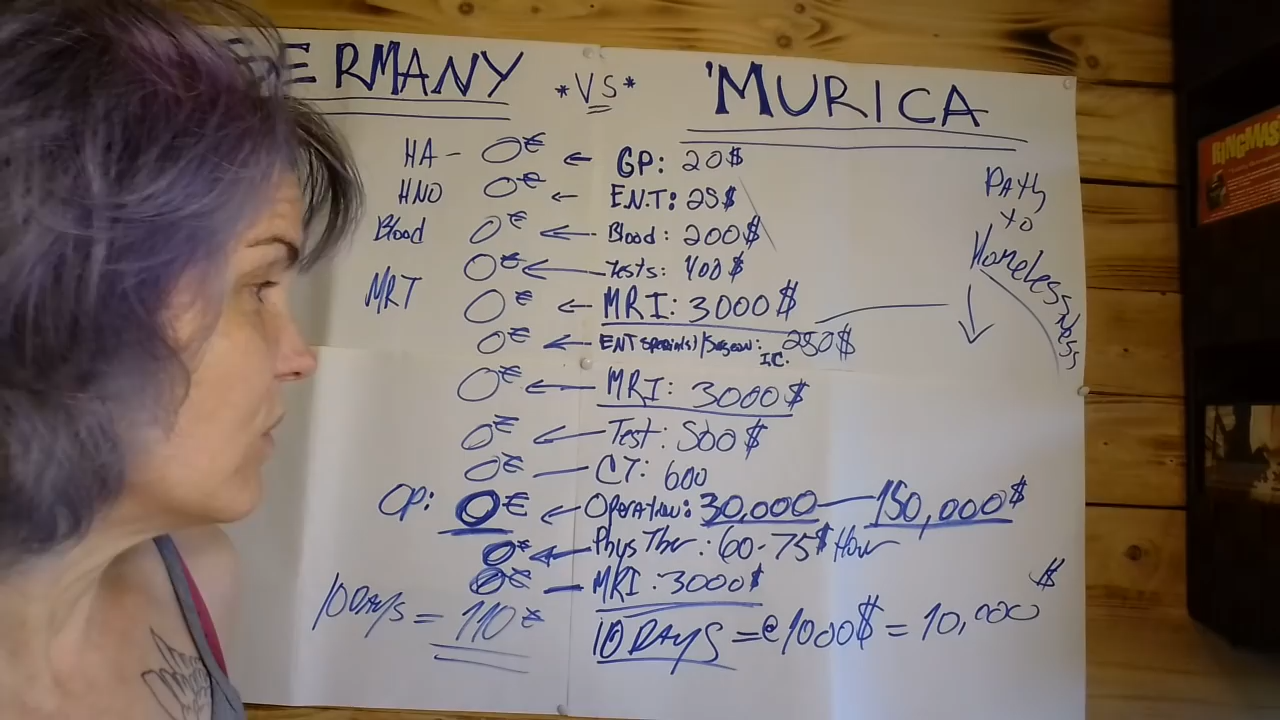 ERMANY *VS* 'MURICA
HA - 0€ ← GP: 20$
HNO 0€ ← E.N.T: 25$
Blood 0€ ← Blood: 200$
0€ ← Tests: 400$
MRT 0€ ← MRI: 3000$
0€ ← ENT /Surgeon: 250$
0€ ← MRI: 3000$
0€ ← Test: 500$
0€ — CT: 600
OP: 0€ ← Operation: 30,000 — 150,000$
0€ ← Phys Ther.: 60-75$ Hour
0€ — MRI: 3000$
10 DAYS = 110€ 10 DAYS = @1000$ = 10,000$
PATH
to
Homelessness
RINGMAS